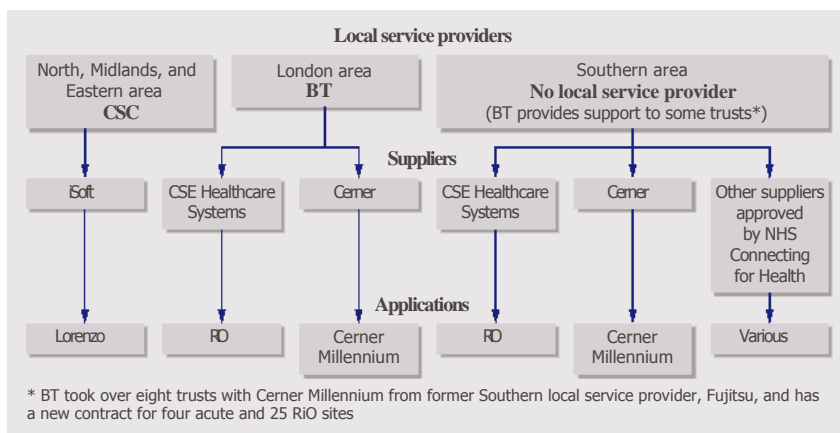 Local service providers
North, Midlands, and
Eastern area
CSC
London area
BT
Southern area
No local service provider
(BT provides support to some trusts*)
Suppliers
iSoft
CSE Healthcare
Systems
Cerner
CSE Healthcare
Systems
Cerner
Other suppliers
approved
by NHS
Connecting
for Health
Applications
Lorenzo
RiO
Cerner
Millennium
RiO
Cerner
Millennium
Various
* BT took over eight trusts with Cerner Millennium from former Southern local service provider, Fujitsu, and has
a new contract for four acute and 25 RiO sites